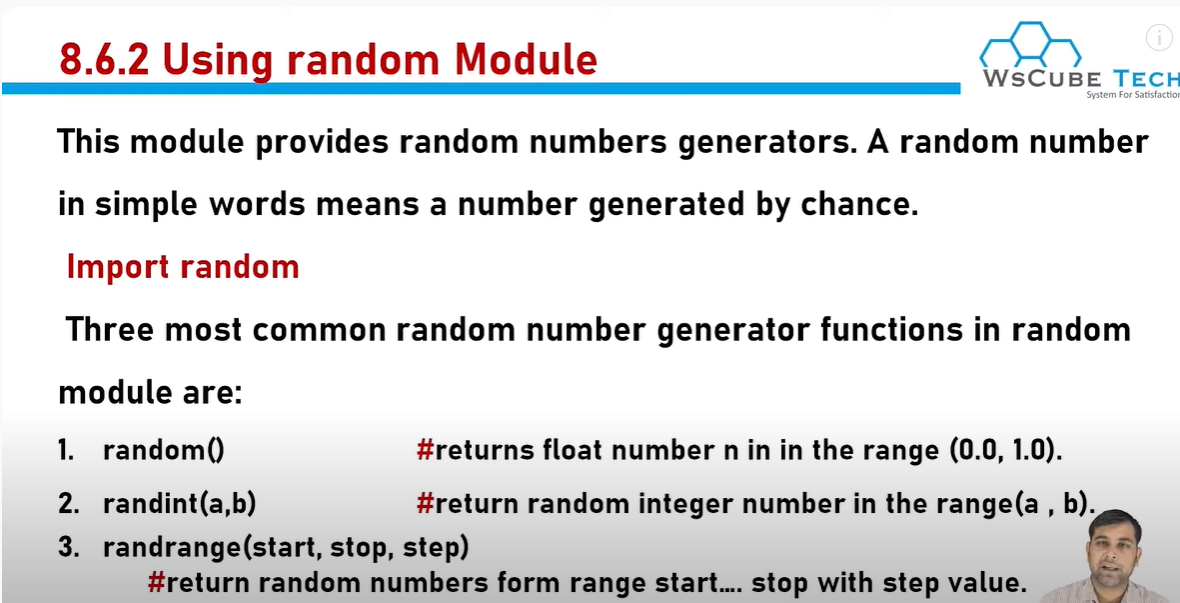 8.6.2 Using random Module
WsCube Tech
System For Satisfaction
This module provides random numbers generators. A random number
in simple words means a number generated by chance.
Import random
Three most common random number generator functions in random
module are:
1. random() #returns float number n in in the range (0.0, 1.0).
2. randint(a,b) #return random integer number in the range(a , b).
3. randrange(start, stop, step)
#return random numbers form range start.... stop with step value.